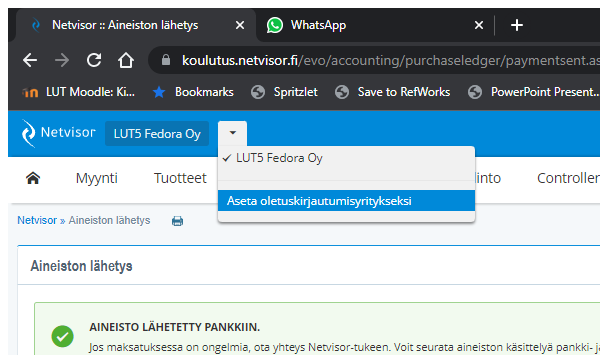 Netvisor :: Aineiston lähetys
WhatsApp
koulutus.netvisor.fi/evo/accounting/purchaseledger/paymentsent.as
LUT Moodle: Ki...
Bookmarks
Spritzlet
Save to RefWorks
PowerPoint Present...
Netvisor
LUT5 Fedora Oy
LUT5 Fedora Oy
Myynti
Tuotteet
linto
Controller
Aseta oletuskirjautumisyritykseksi
Netvisor » Aineiston lähetys
Aineiston lähetys
AINEISTO LÄHETETTY PANKKIIN.
Jos maksatuksessa on ongelmia, ota yhteys Netvisor-tukeen. Voit seurata aineiston käsittelyä pankki- ja